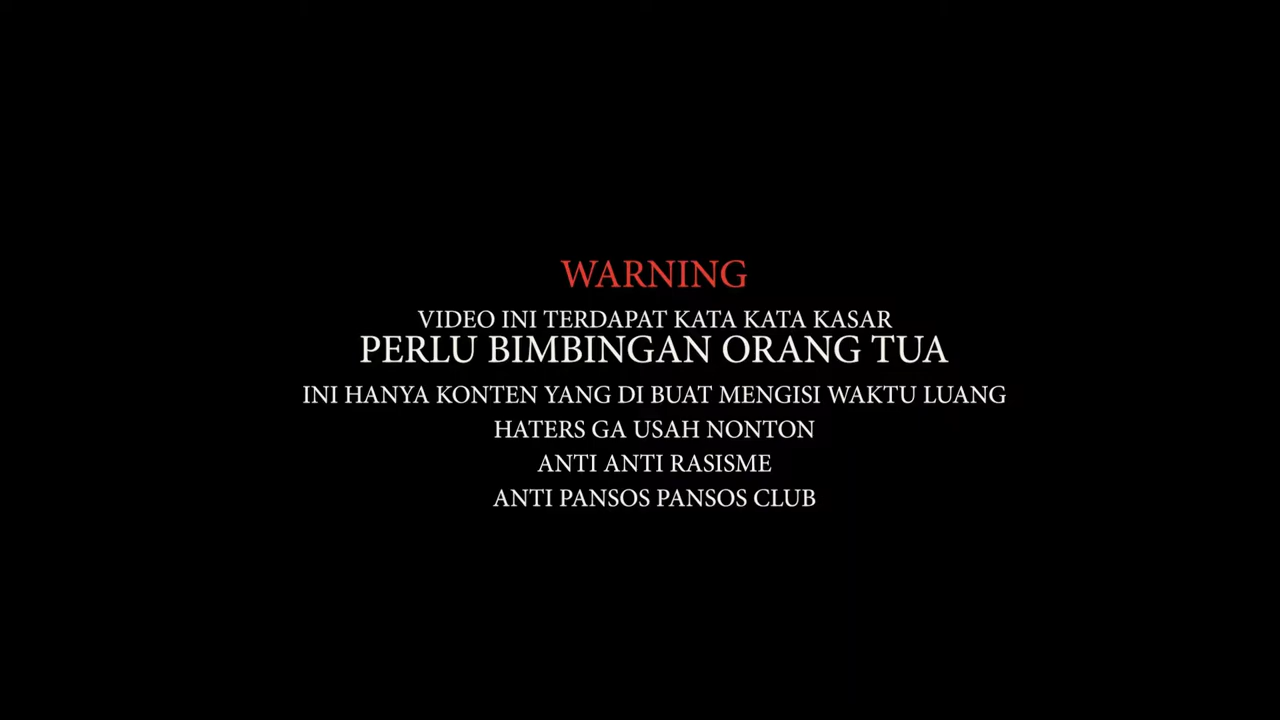 WARNING
VIDEO INI TERDAPAT KATA KATA KASAR
PERLU BIMBINGAN ORANG TUA
INI HANYA KONTEN YANG DI BUAT MENGISI WAKTU LUANG
HATERS GA USAH NONTON
ANTI ANTI RASISME
ANTI PANSOS PANSOS CLUB